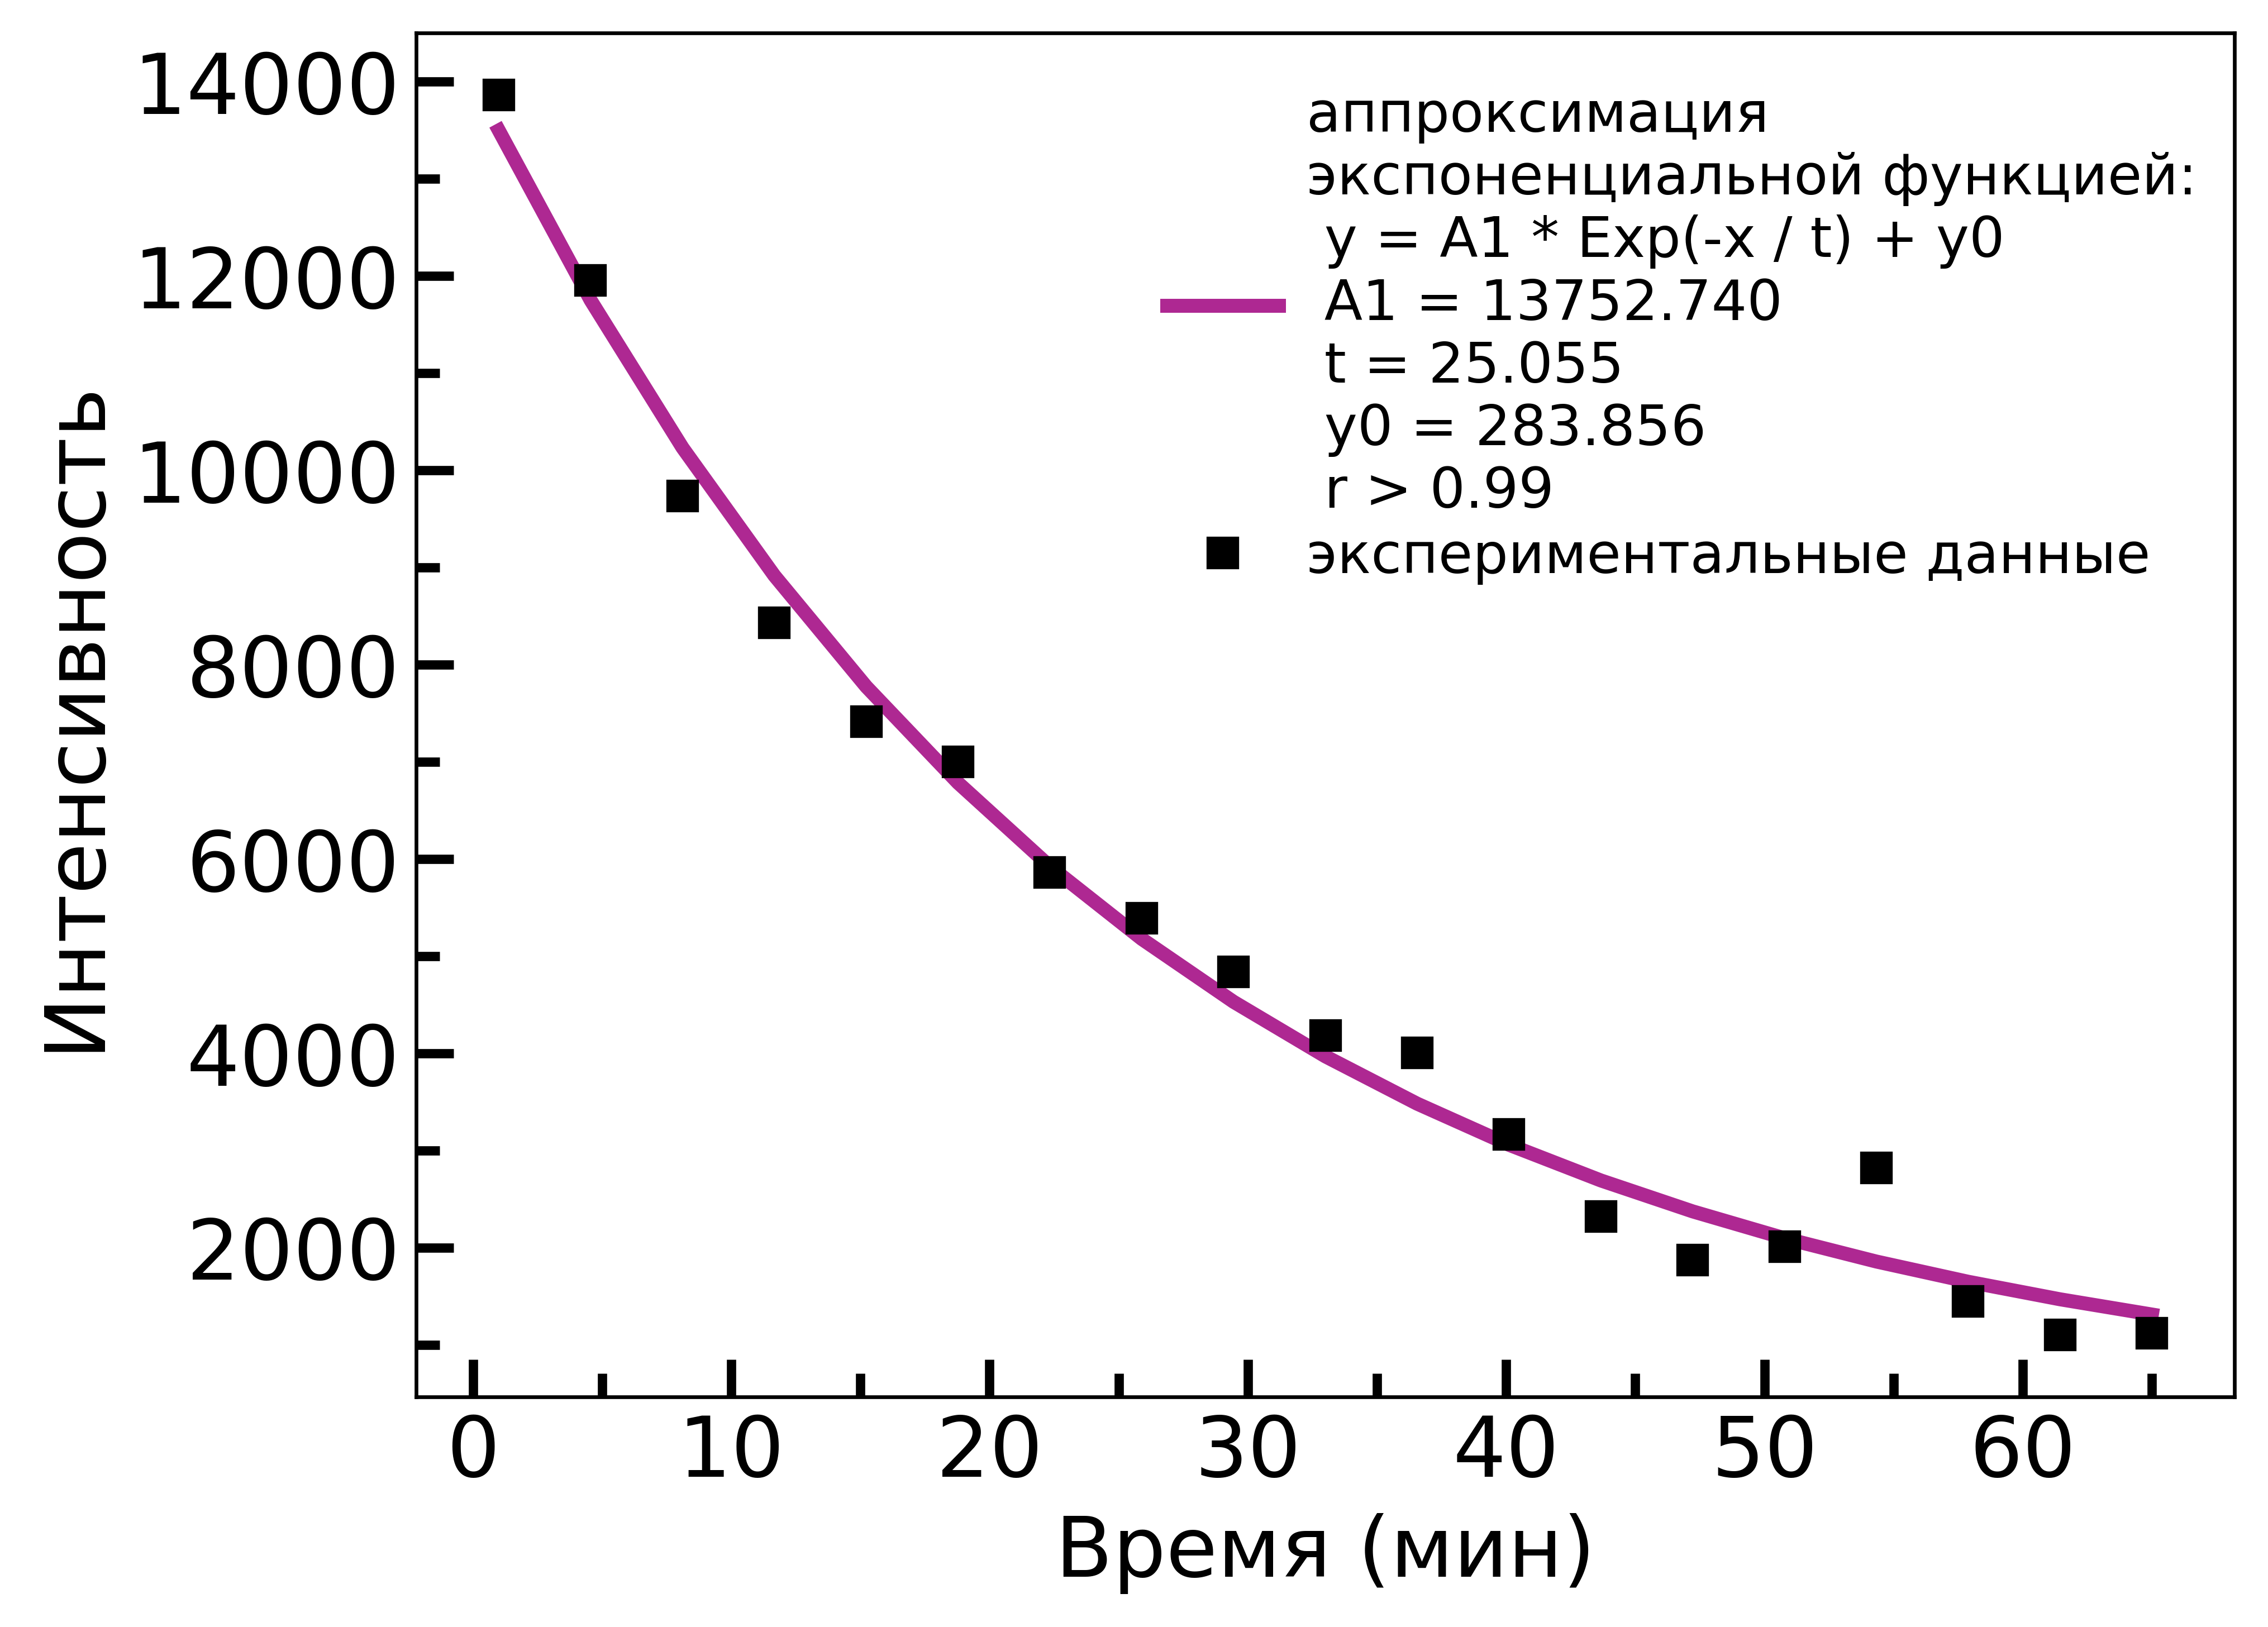 14000
12000
10000
8000
6000
4000
2000
Интенсивность
аппроксимация
экспоненциальной функцией:
y = A1 * Exp(-x / t) + y0
A1 = 13752.740
t = 25.055
y0 = 283.856
r > 0.99
экспериментальные данные
0 10 20 30 40 50 60
Время (мин)